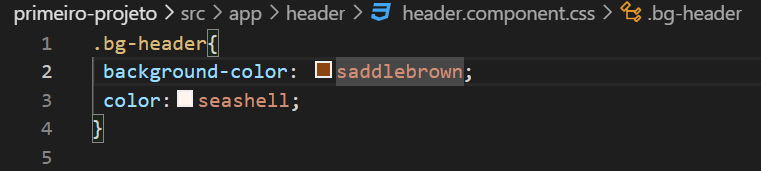 primeiro-projeto > src > app > header > header.component.css > .bg-header
1 .bg-header{
2 background-color: saddlebrown;
3 color: seashell;
4 }
5